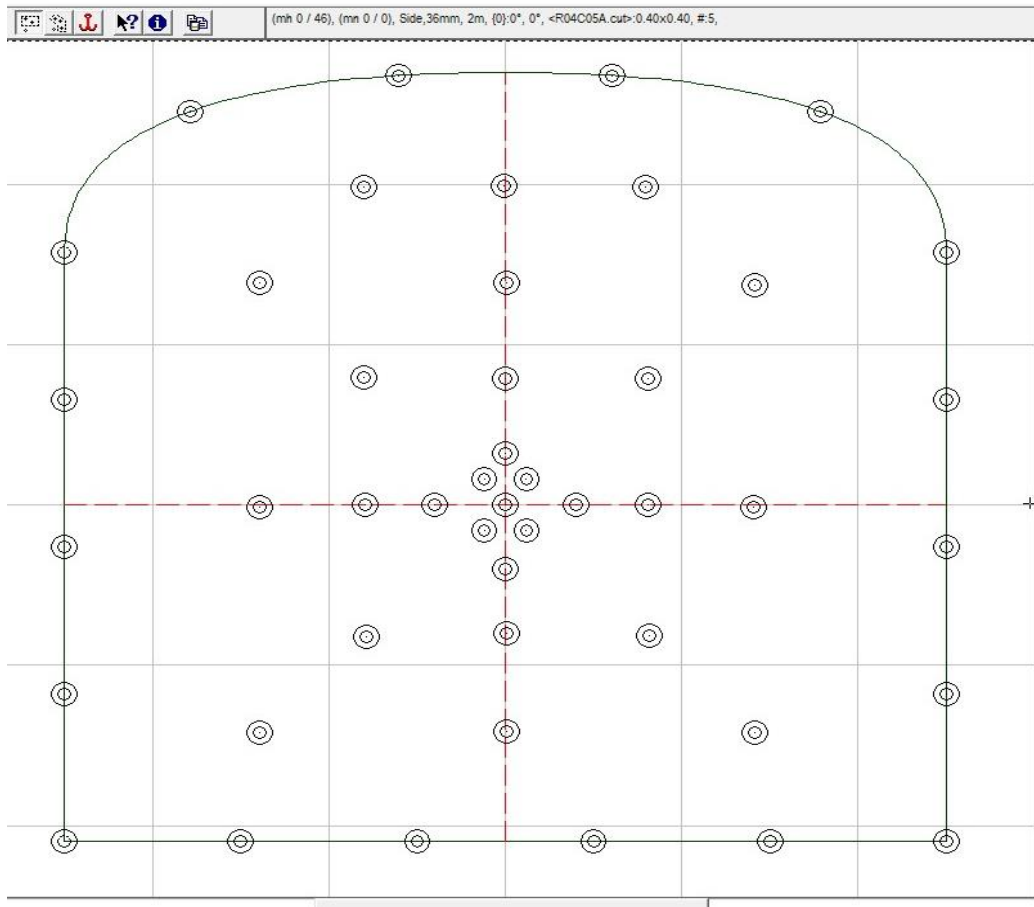 (mh 0 / 46), (mn 0 / 0), Side,36mm, 2m, {0}:0°, 0°, <R04C05A.cut>:0.40x0.40, #:5,